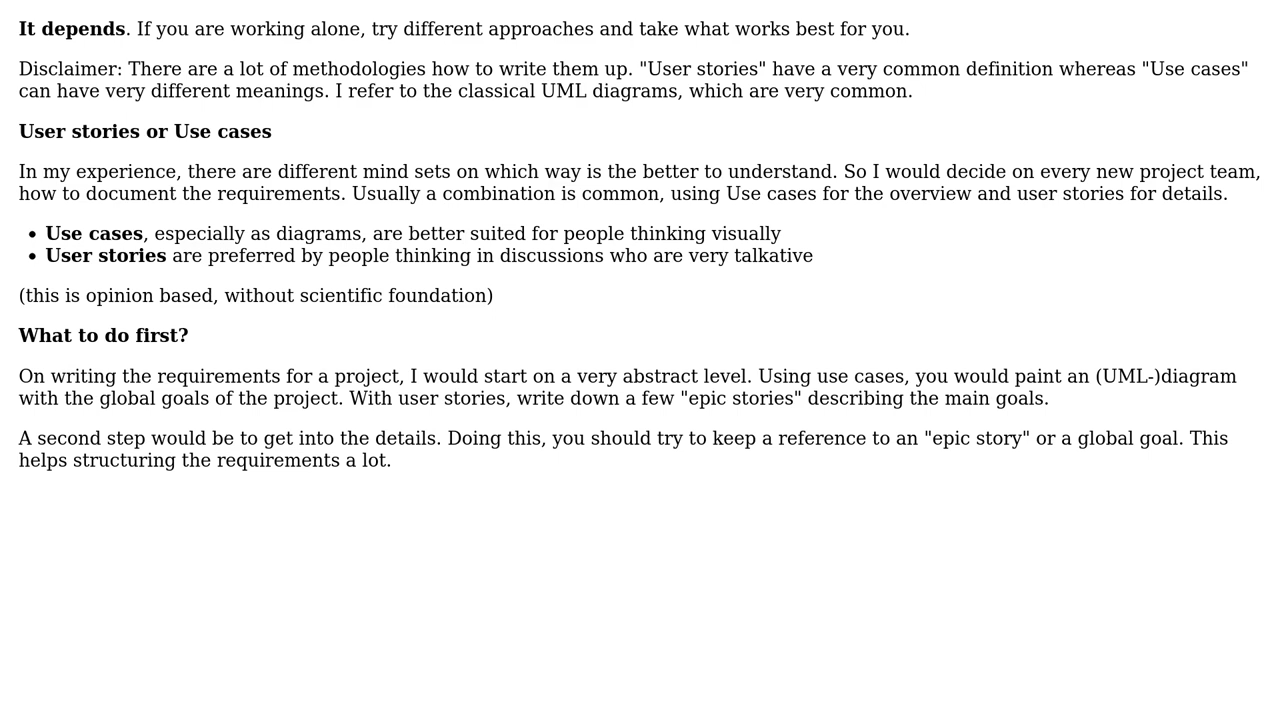 It depends. If you are working alone, try different approaches and take what works best for you.
Disclaimer: There are a lot of methodologies how to write them up. "User stories" have a very common definition whereas "Use cases"
can have very different meanings. I refer to the classical UML diagrams, which are very common.
User stories or Use cases
In my experience, there are different mind sets on which way is the better to understand. So I would decide on every new project team,
how to document the requirements. Usually a combination is common, using Use cases for the overview and user stories for details.
• Use cases, especially as diagrams, are better suited for people thinking visually
• User stories are preferred by people thinking in discussions who are very talkative
(this is opinion based, without scientific foundation)
What to do first?
On writing the requirements for a project, I would start on a very abstract level. Using use cases, you would paint an (UML-)diagram
with the global goals of the project. With user stories, write down a few "epic stories" describing the main goals.
A second step would be to get into the details. Doing this, you should try to keep a reference to an "epic story" or a global goal. This
helps structuring the requirements a lot.